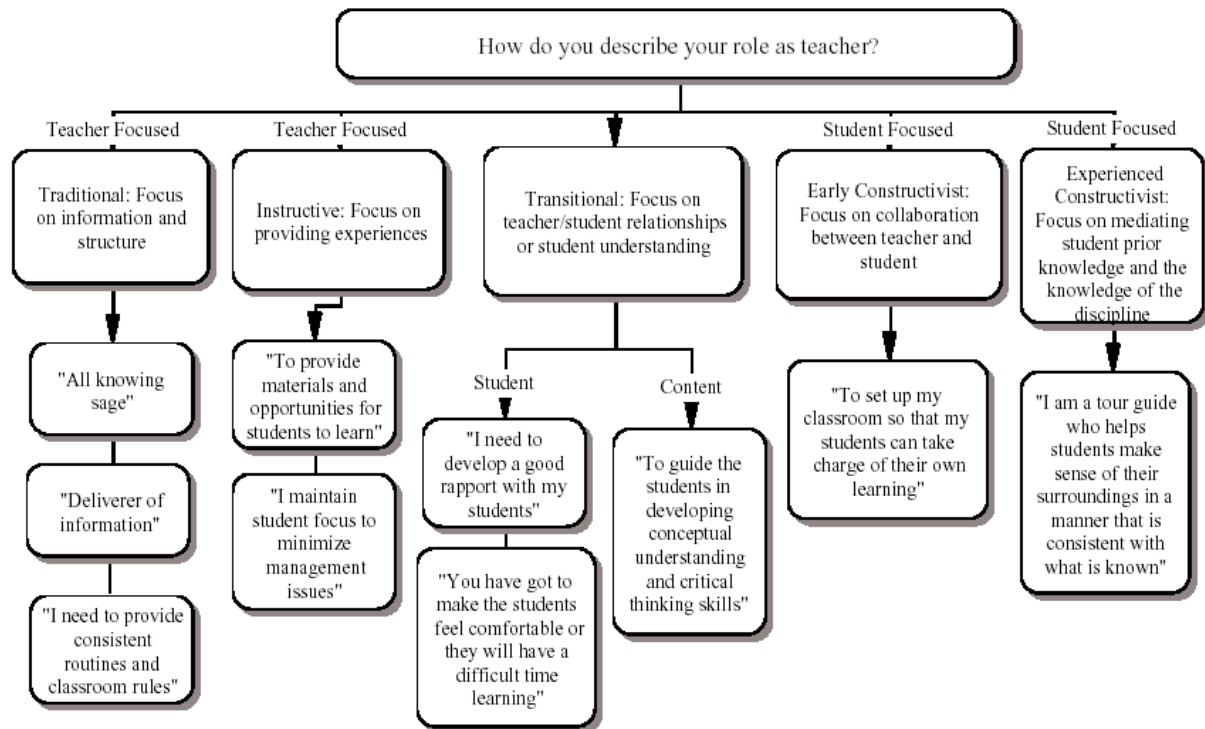 How do you describe your role as teacher?
Teacher Focused
Traditional: Focus
on information and
structure
"All knowing
sage"
"Deliverer of
information"
"I need to provide
consistent
routines and
classroom rules"
Teacher Focused
Instructive: Focus on
providing experiences
"To provide
materials and
opportunities for
students to learn"
"I maintain
student focus to
minimize
management
issues"
Transitional: Focus on
teacher/student relationships
or student understanding
Student
"I need to
develop a good
rapport with my
students"
"You have got to
make the students
feel comfortable or
they will have a
difficult time
learning"
Content
"To guide the
students in
developing
conceptual
understanding
and critical
thinking skills"
Student Focused
Early Constructivist:
Focus on collaboration
between teacher and
student
"To set up my
classroom so that my
students can take
charge of their own
learning"
Student Focused
Experienced
Constructivist:
Focus on mediating
student prior
knowledge and the
knowledge of the
discipline
"I am a tour guide
who helps
students make
sense of their
surroundings in a
manner that is
consistent with
what is known"